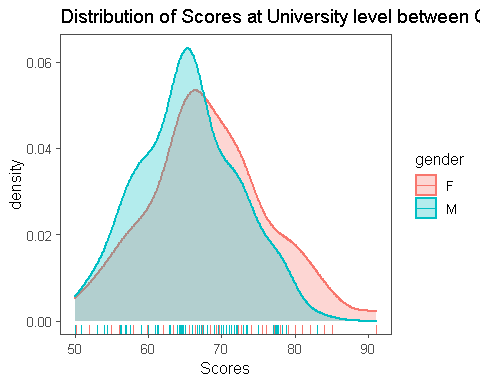 Distribution of Scores at University level between
0.06
0.04
0.02
0.00
density
50 60 70 80 90
Scores
gender
F
M